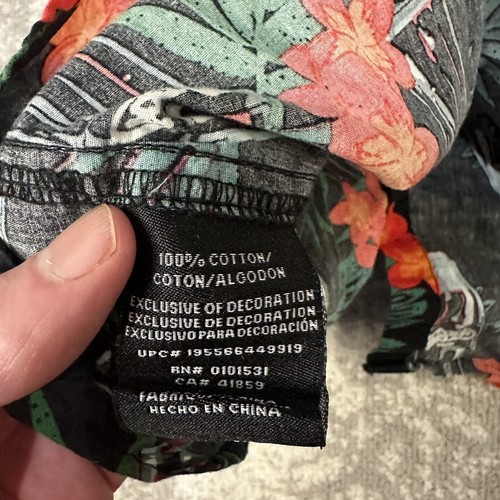 100% COTTON/
COTON/ALGODON
EXCLUSIVE OF DECORATION
EXCLUSIVE DE DECORATION
EXCLUSIVO PARA DECORACIÓN
UPC# 195566449919
RN# 0101531
CA# 41859
HECHO EN CHINA